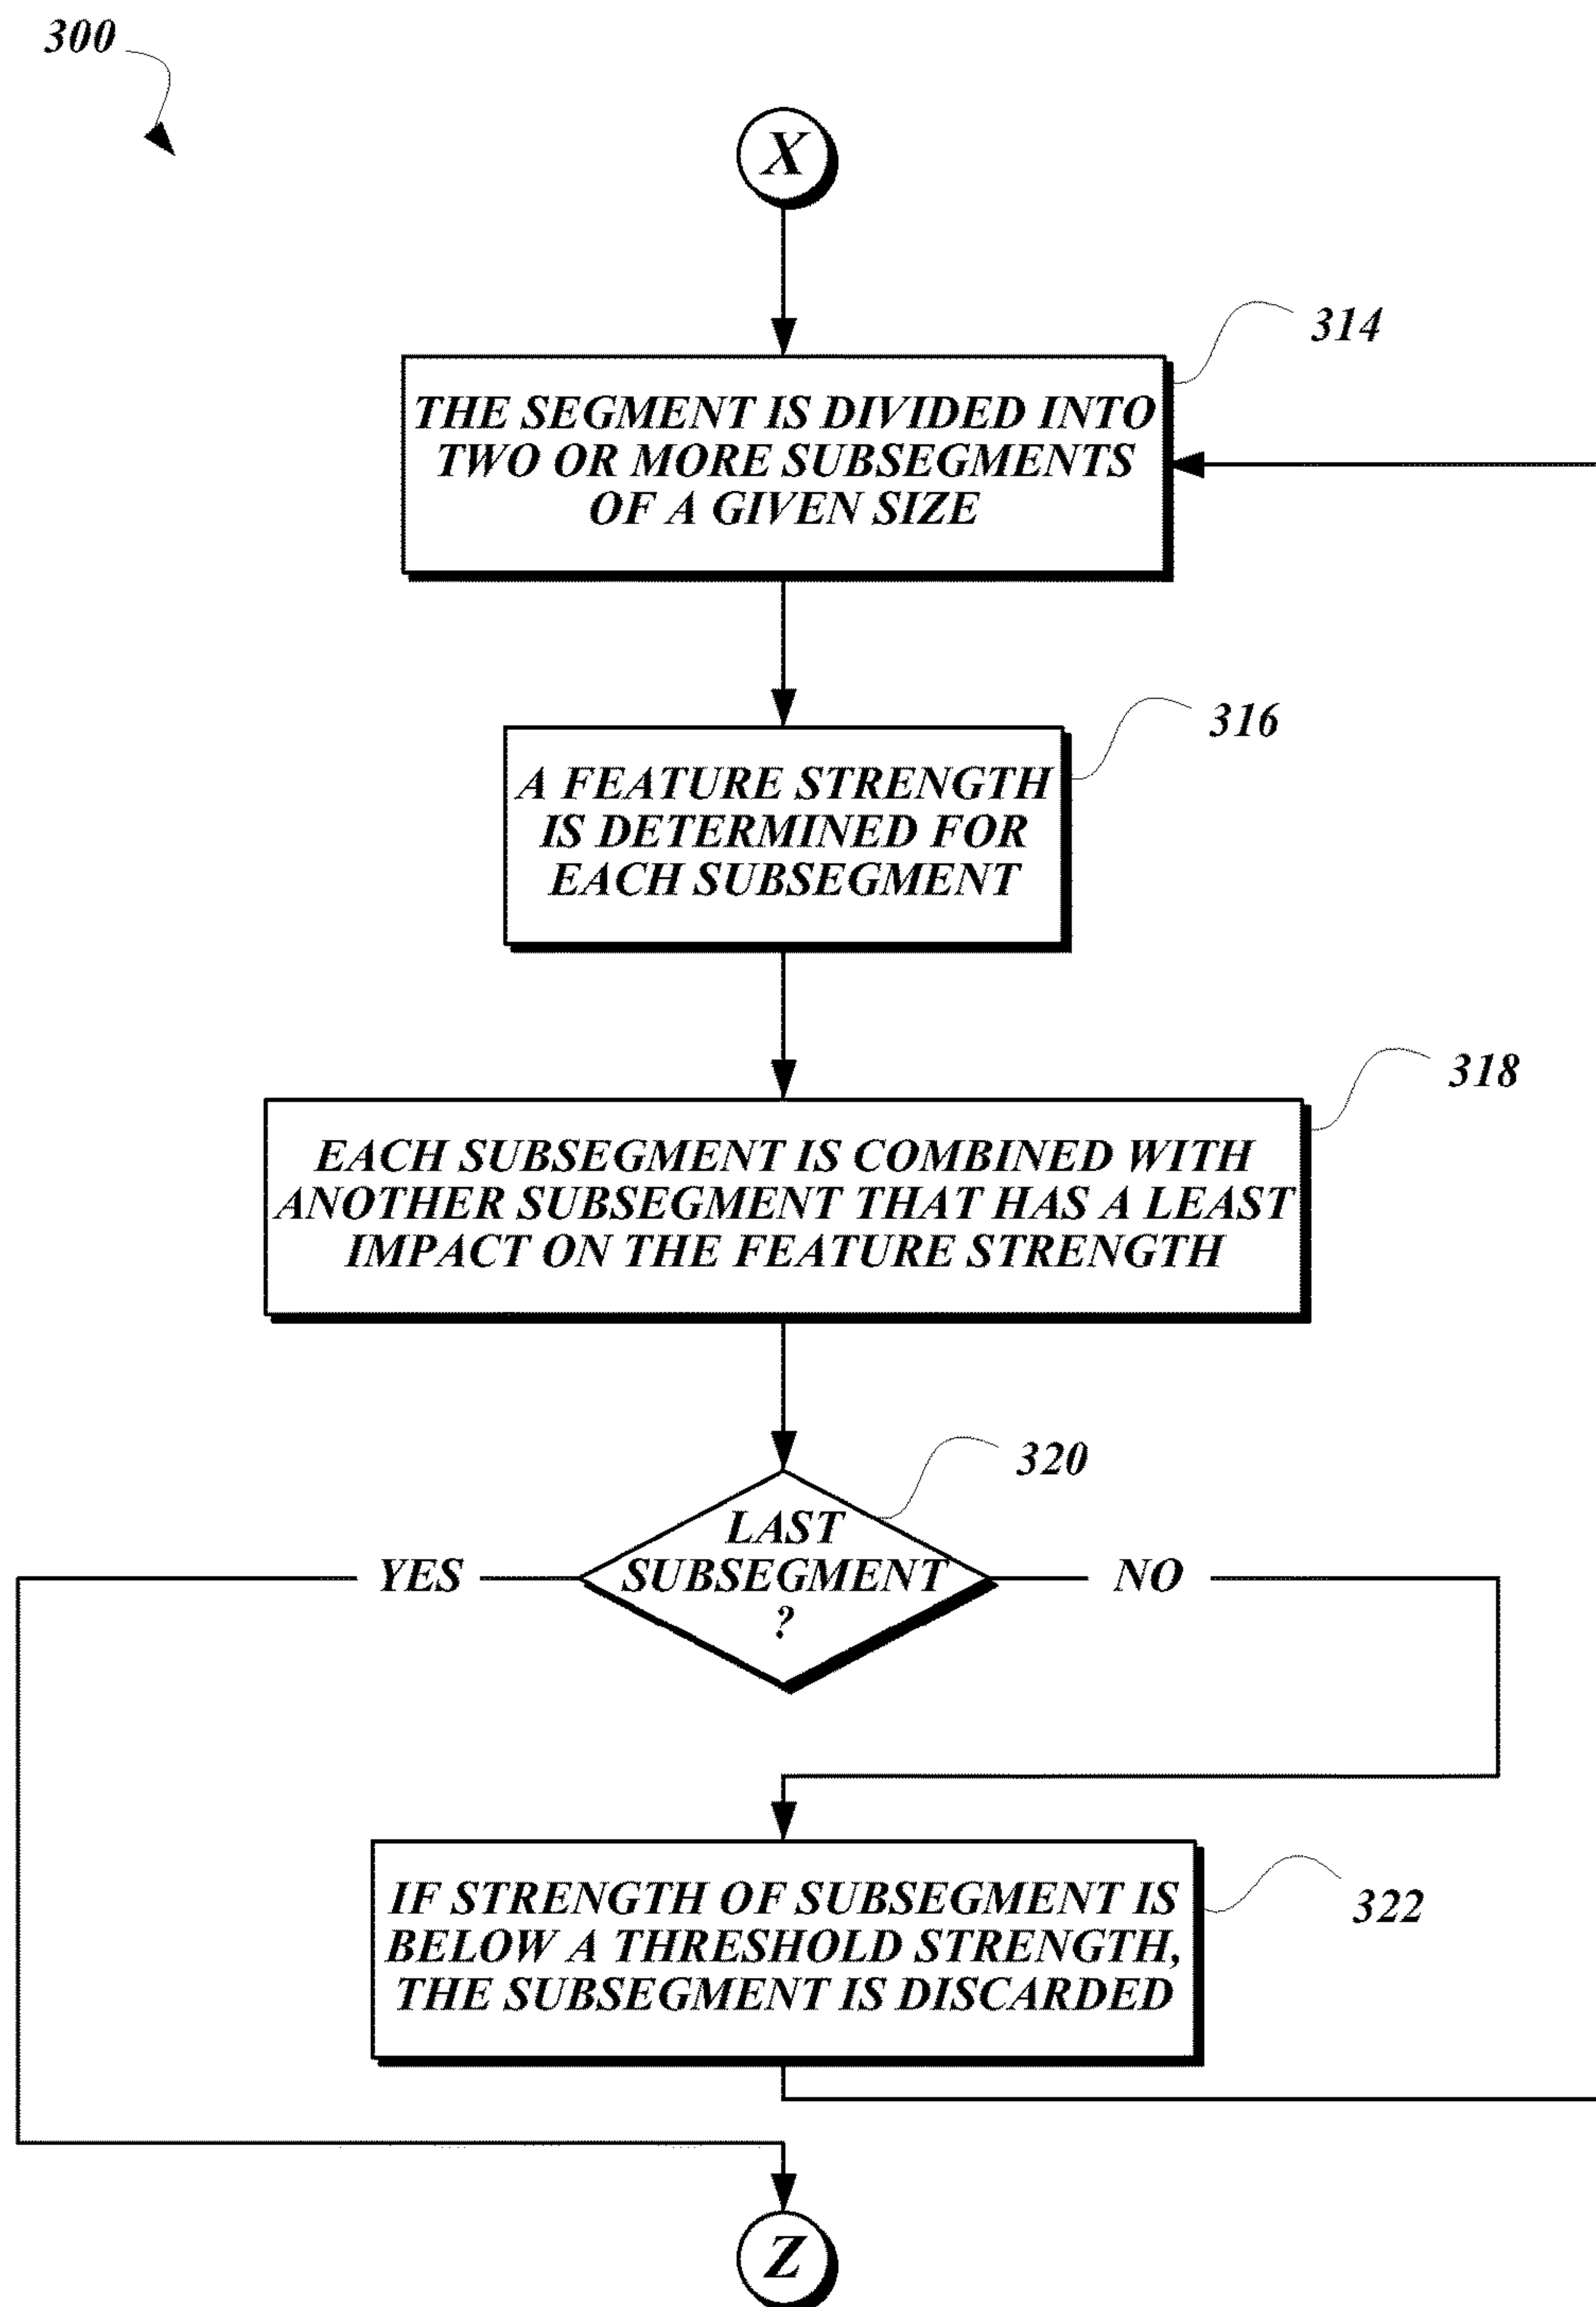 300
X
314
THE SEGMENT IS DIVIDED INTO
TWO OR MORE SUBSEGMENTS
OF A GIVEN SIZE
316
A FEATURE STRENGTH
IS DETERMINED FOR
EACH SUBSEGMENT
318
EACH SUBSEGMENT IS COMBINED WITH
ANOTHER SUBSEGMENT THAT HAS A LEAST
IMPACT ON THE FEATURE STRENGTH
320
LAST
YES SUBSEGMENT NO
?
322
IF STRENGTH OF SUBSEGMENT IS
BELOW A THRESHOLD STRENGTH,
THE SUBSEGMENT IS DISCARDED
Z